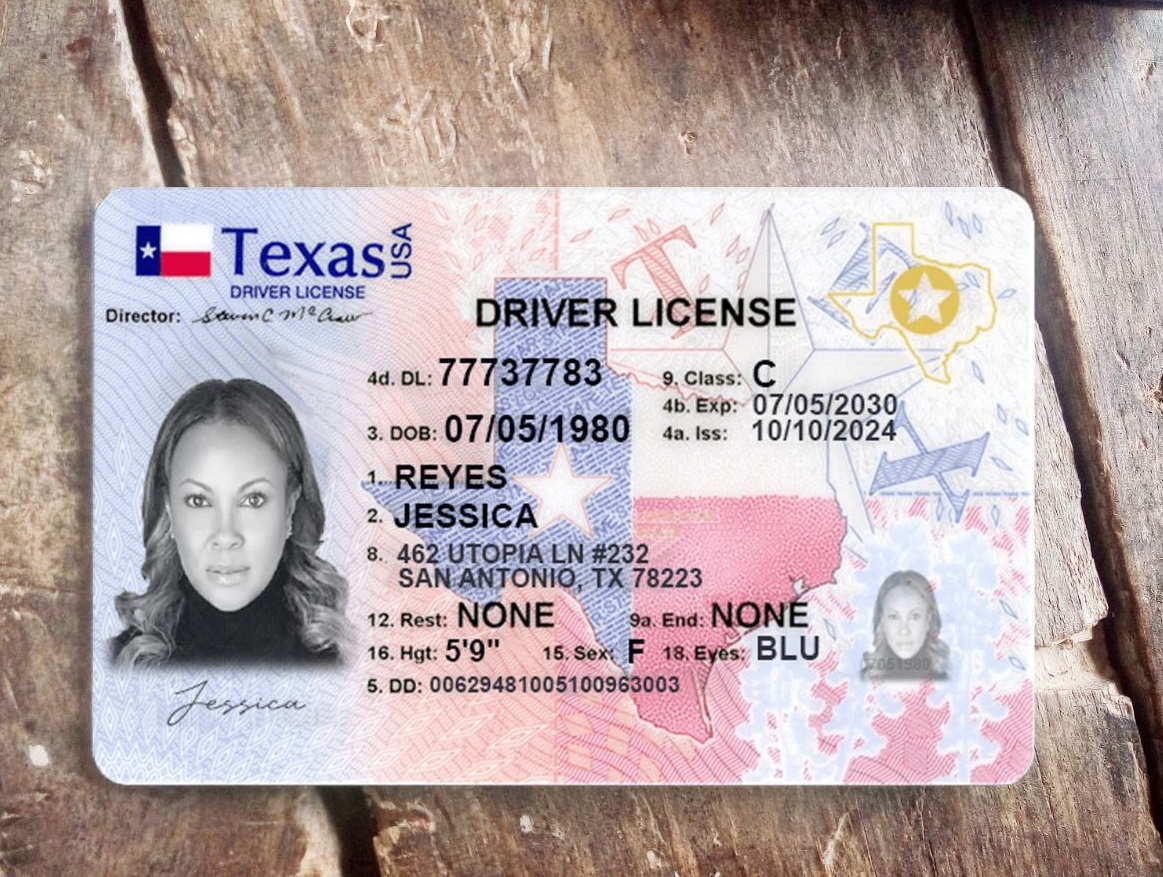 Texas USA
DRIVER LICENSE
Director: Steven C McCraw
DRIVER LICENSE
4d. DL: 77737783
9. Class: C
4b. Exp: 07/05/2030
3. DOB: 07/05/1980
4a. Iss: 10/10/2024
1. REYES
2. JESSICA
8. 462 UTOPIA LN #232
SAN ANTONIO, TX 78223
12. Rest: NONE 9a. End: NONE
16. Hgt: 5'9" 15. Sex: F 18. Eyes: BLU
5. DD: 00629481005100963003
Jessica